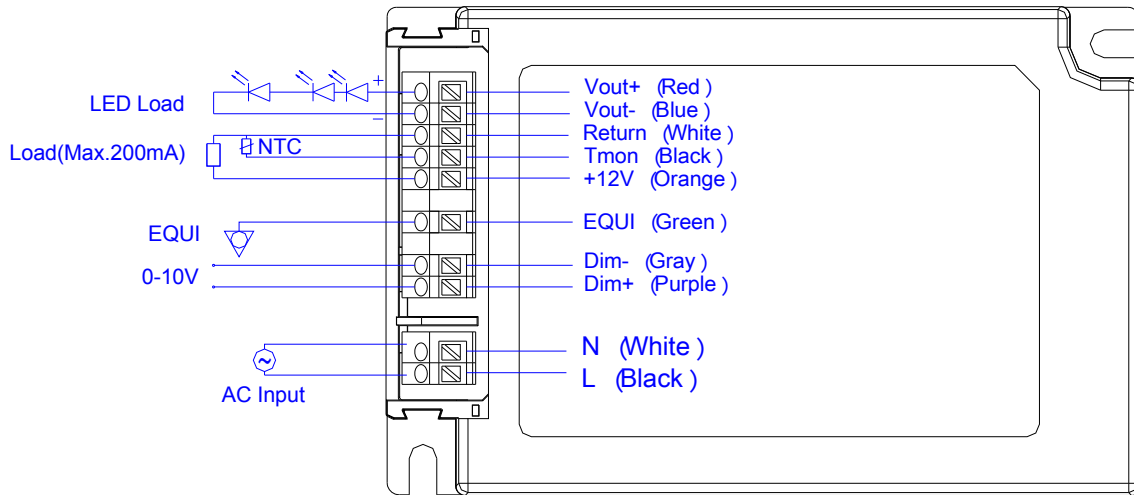 LED Load
+
−
Load(Max.200mA)
NTC
EQUI
0-10V
AC Input
Vout+ (Red)
Vout- (Blue)
Return (White)
Tmon (Black)
+12V (Orange)
EQUI (Green)
Dim- (Gray)
Dim+ (Purple)
N (White)
L (Black)